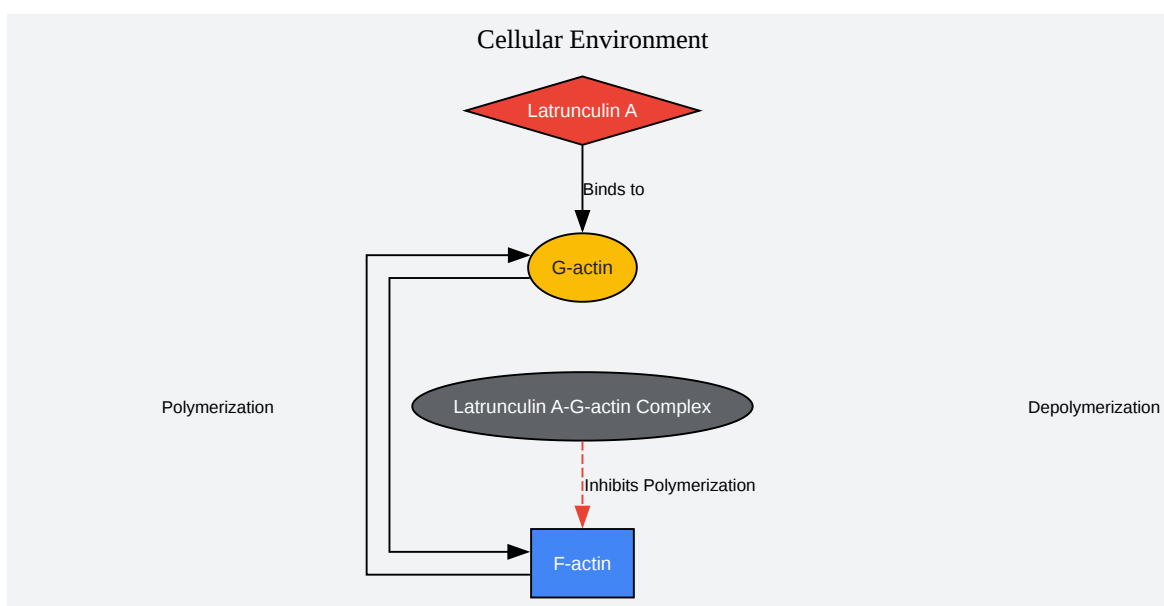 Cellular Environment
Latrunculin A
Binds to
G-actin
Polymerization
Latrunculin A-G-actin Complex
Depolymerization
Inhibits Polymerization
F-actin